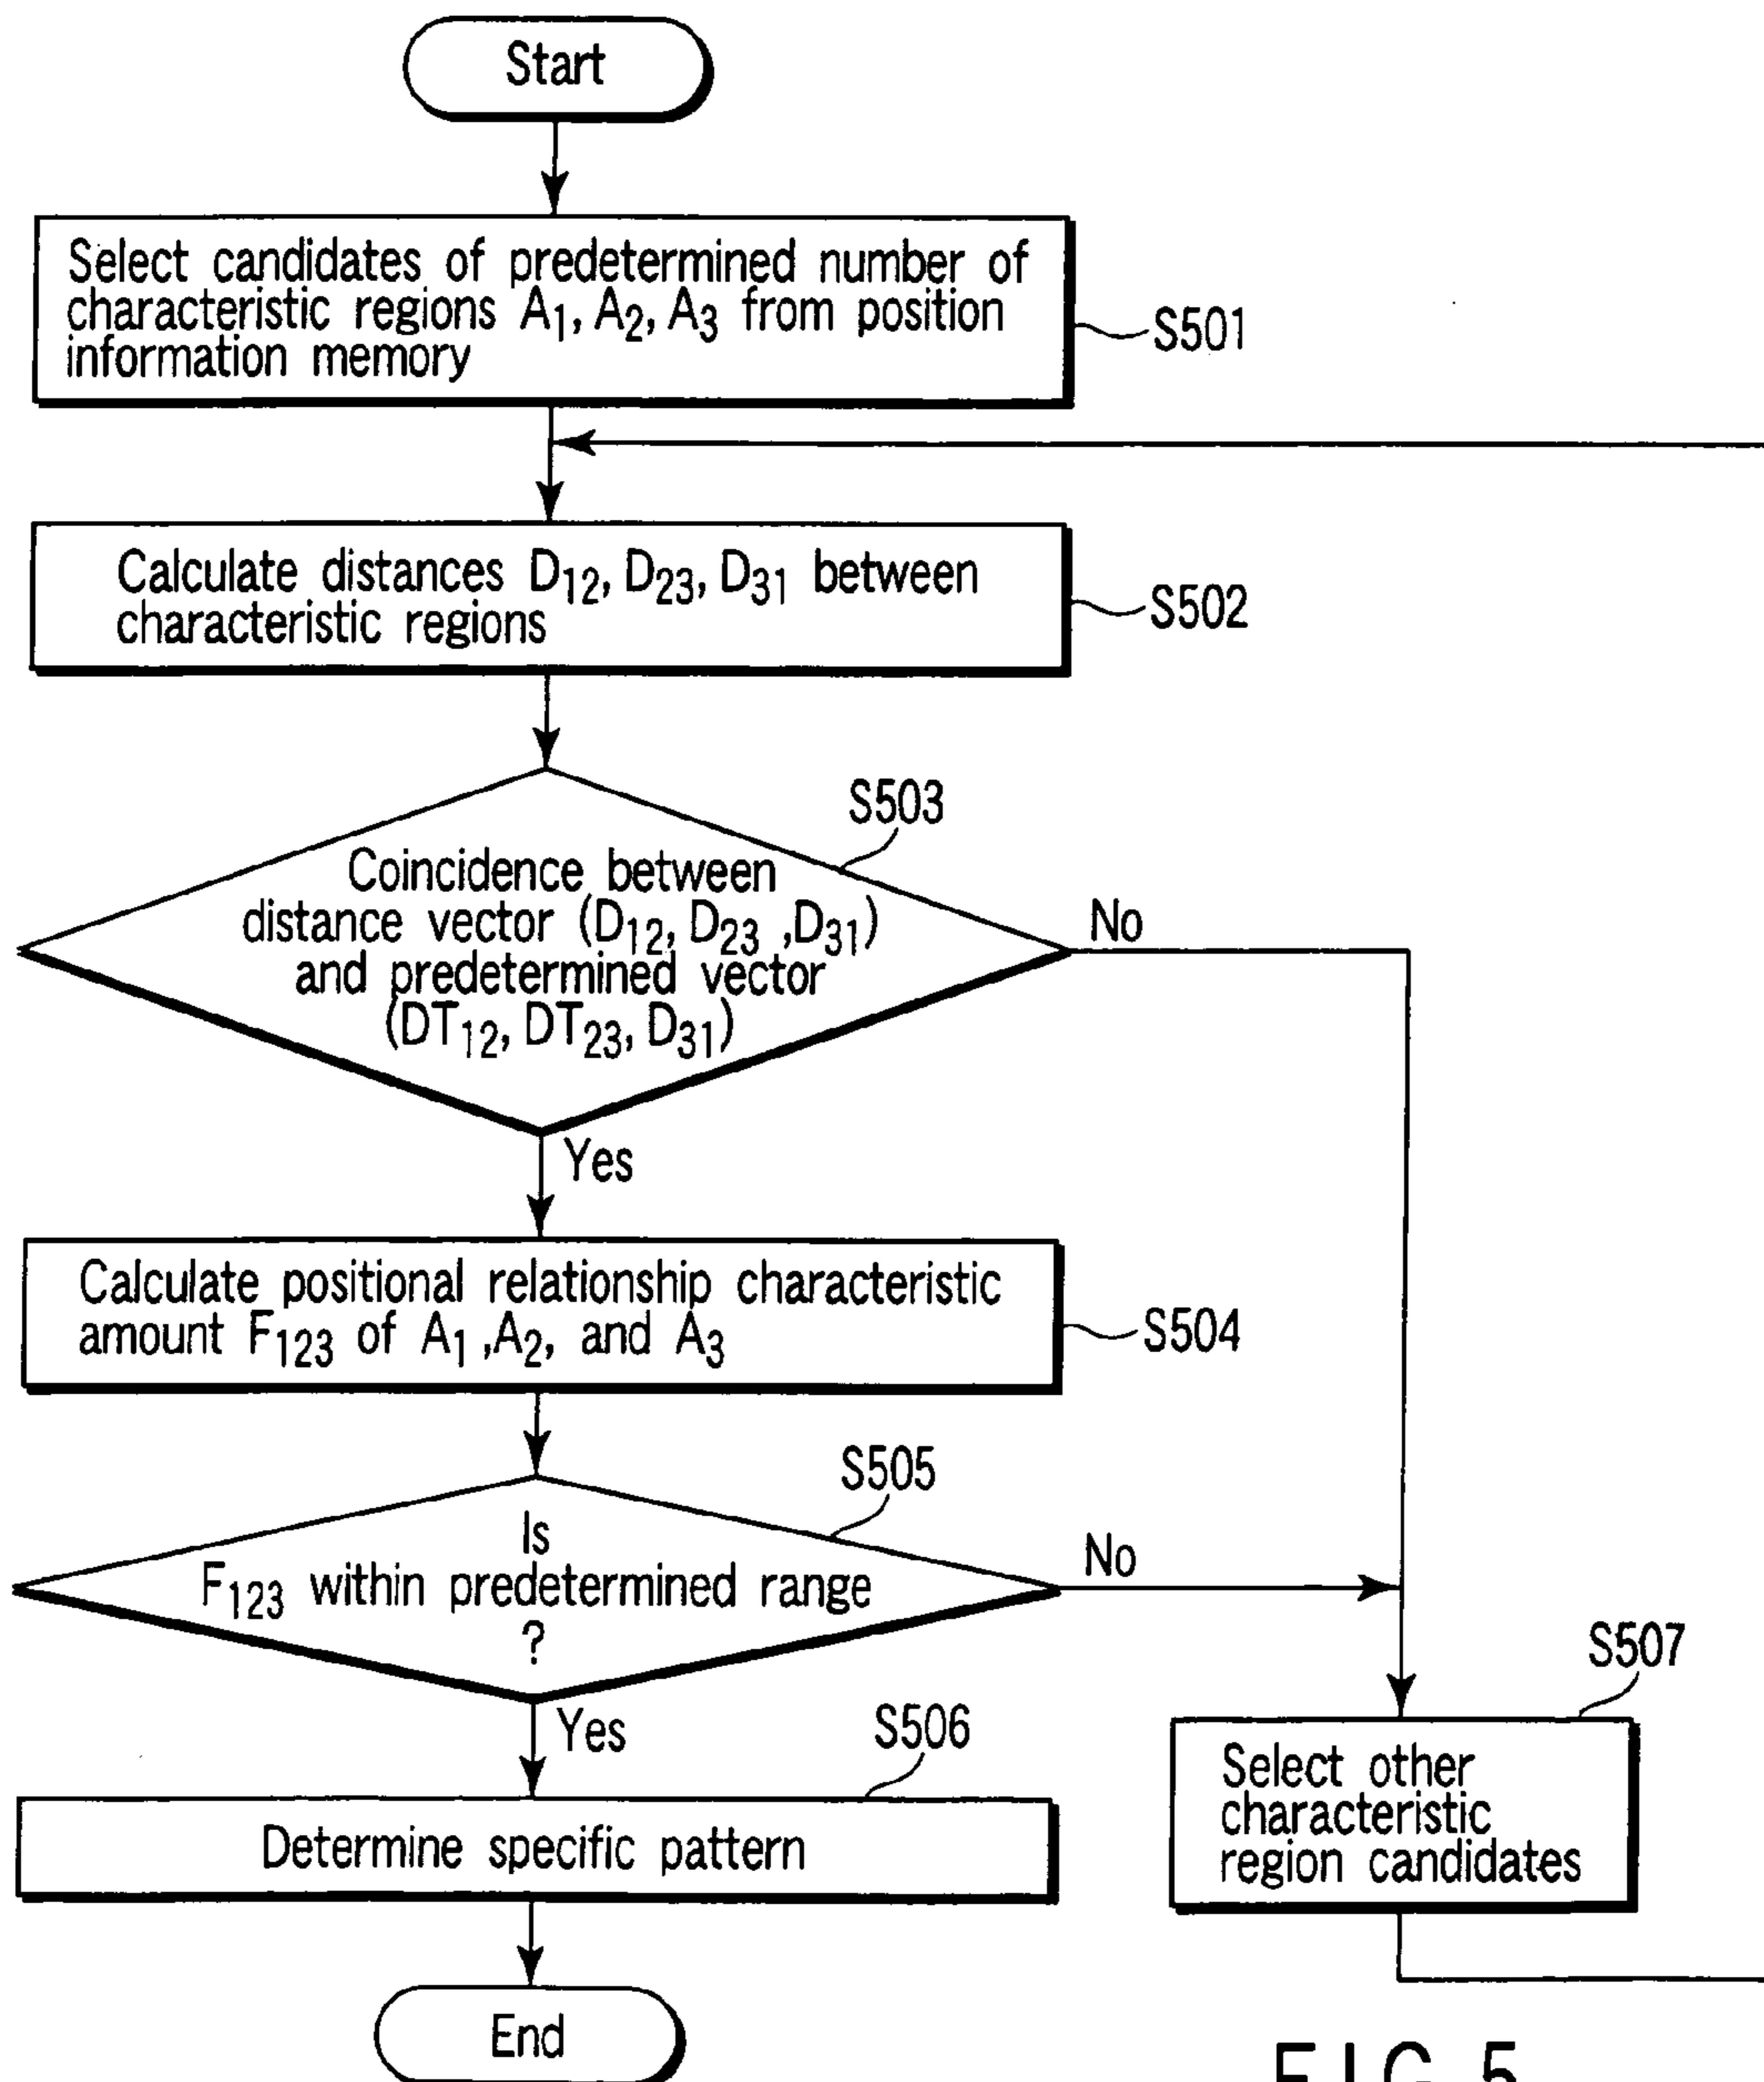 Start
Select candidates of predetermined number of
characteristic regions A₁, A₂, A₃ from position
information memory
S501
Calculate distances D₁₂, D₂₃, D₃₁ between
characteristic regions
S502
S503
Coincidence between
distance vector (D₁₂, D₂₃ ,D₃₁)
and predetermined vector
(DT₁₂, DT₂₃, D₃₁)
No
Yes
Calculate positional relationship characteristic
amount F₁₂₃ of A₁ ,A₂, and A₃
S504
S505
Is
F₁₂₃ within predetermined range
?
No
Yes
S507
Select other
characteristic
region candidates
S506
Determine specific pattern
End
FIG. 5